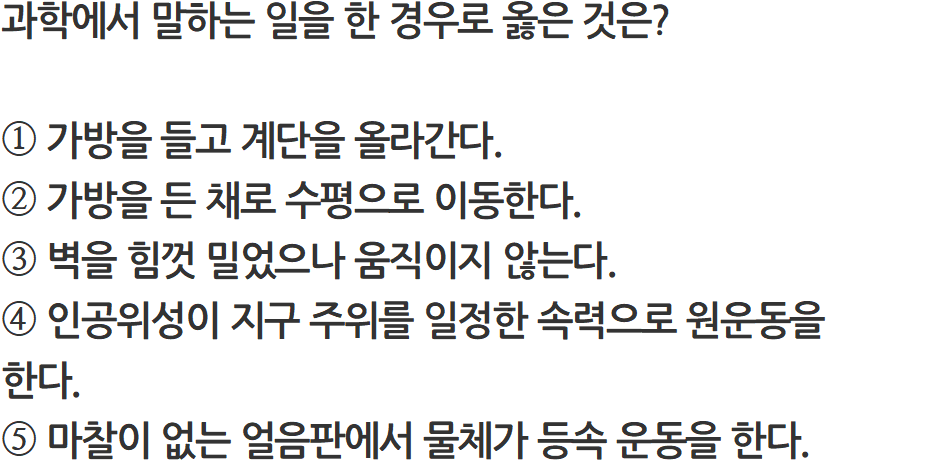 과학에서 말하는 일을 한 경우로 옳은 것은?
① 가방을 들고 계단을 올라간다.
② 가방을 든 채로 수평으로 이동한다.
③ 벽을 힘껏 밀었으나 움직이지 않는다.
④ 인공위성이 지구 주위를 일정한 속력으로 원운동을
한다.
⑤ 마찰이 없는 얼음판에서 물체가 등속 운동을 한다.